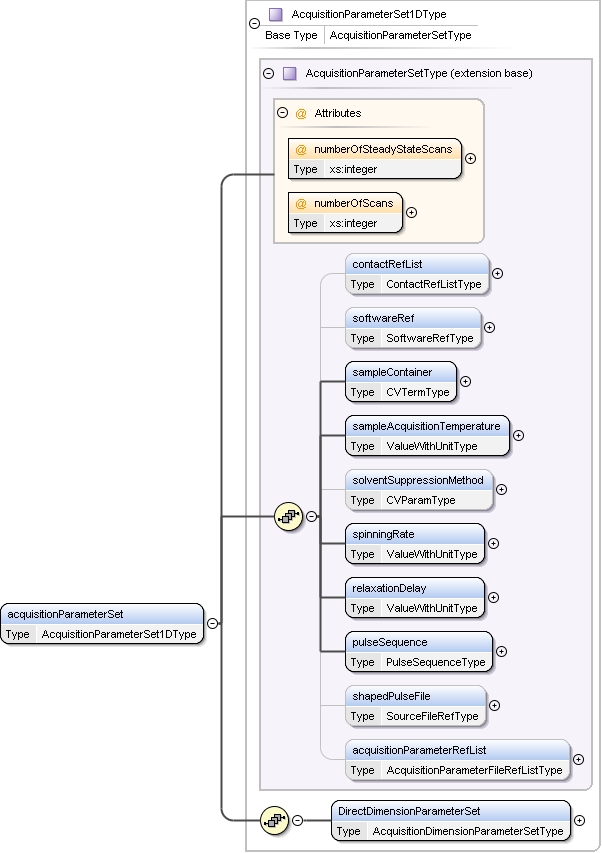 AcquisitionParameterSet1DType
Base Type AcquisitionParameterSetType
AcquisitionParameterSetType (extension base)
@ Attributes
@ numberOfSteadyStateScans
Type xs:integer
@ numberOfScans
Type xs:integer
contactRefList
Type ContactRefListType
softwareRef
Type SoftwareRefType
sampleContainer
Type CVTermType
sampleAcquisitionTemperature
Type ValueWithUnitType
solventSuppressionMethod
Type CVParamType
spinningRate
Type ValueWithUnitType
relaxationDelay
Type ValueWithUnitType
acquisitionParameterSet
Type AcquisitionParameterSet1DType
pulseSequence
Type PulseSequenceType
shapedPulseFile
Type SourceFileRefType
acquisitionParameterRefList
Type AcquisitionParameterFileRefListType
DirectDimensionParameterSet
Type AcquisitionDimensionParameterSetType